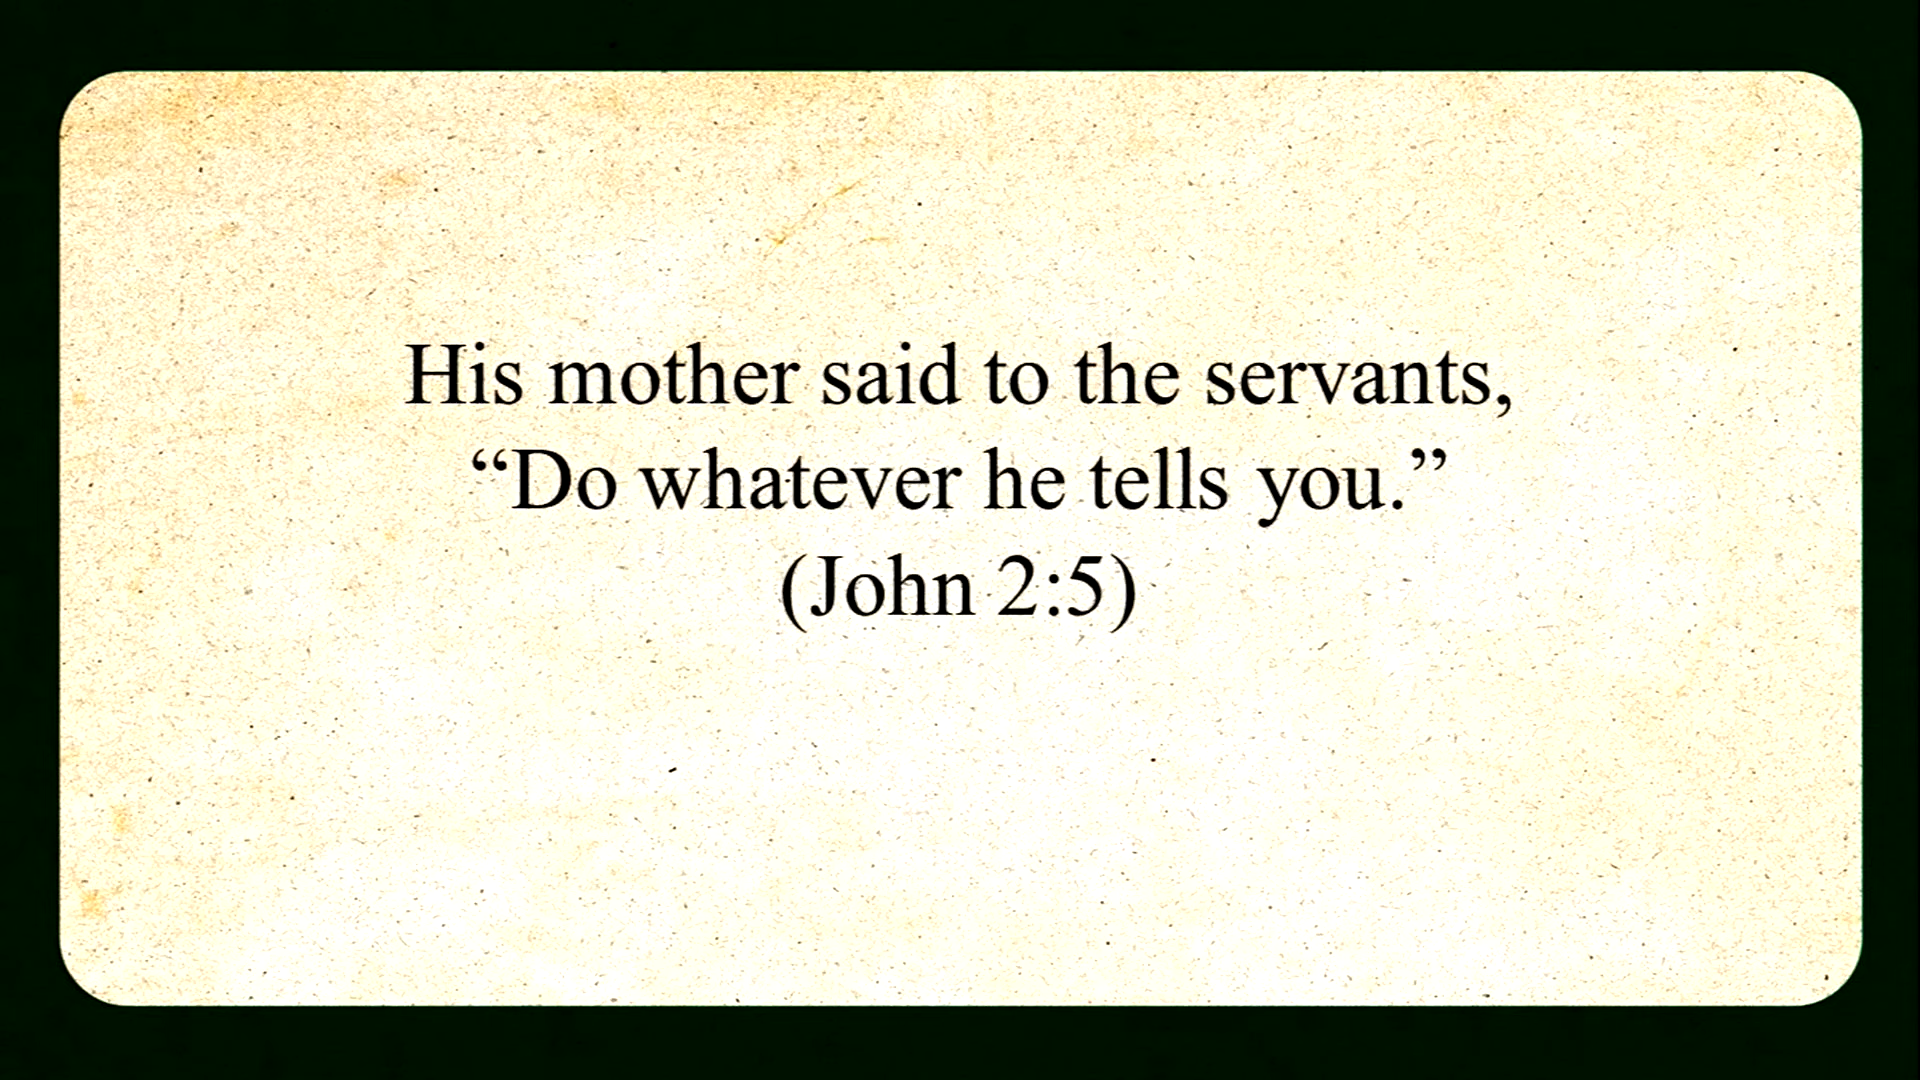 His mother said to the servants,
“Do whatever he tells you.”
(John 2:5)